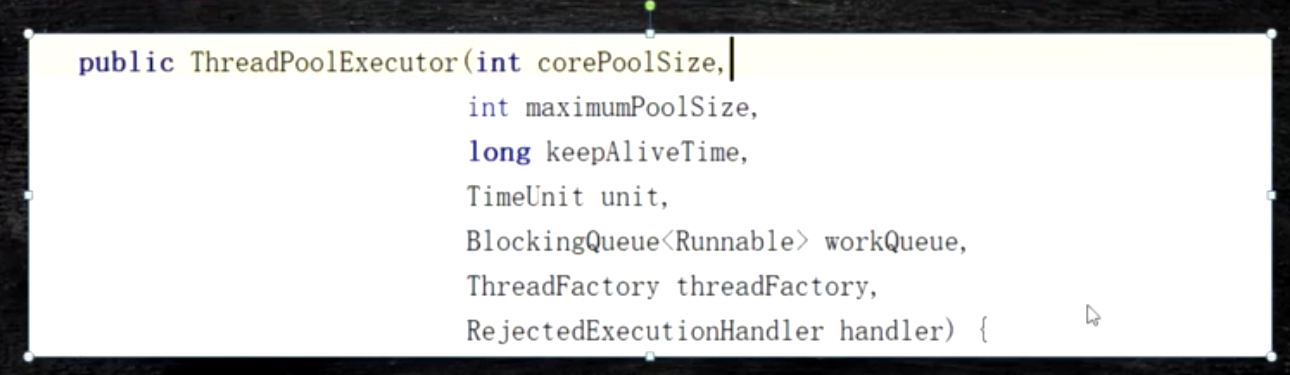 public ThreadPoolExecutor(int corePoolSize,
int maximumPoolSize,
long keepAliveTime,
TimeUnit unit,
BlockingQueue<Runnable> workQueue,
ThreadFactory threadFactory,
RejectedExecutionHandler handler) {